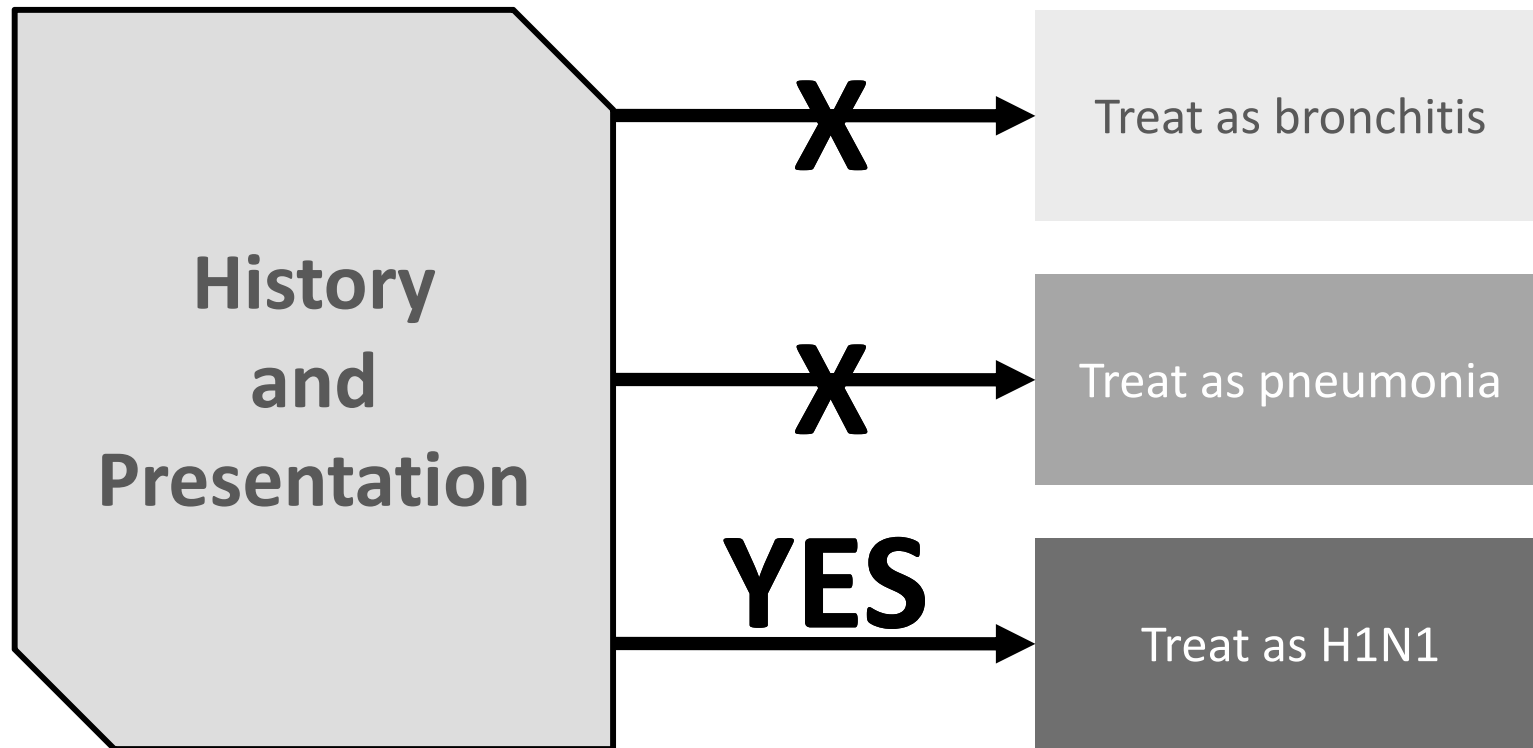 History
and
Presentation
X
Treat as bronchitis
X
Treat as pneumonia
YES
Treat as H1N1